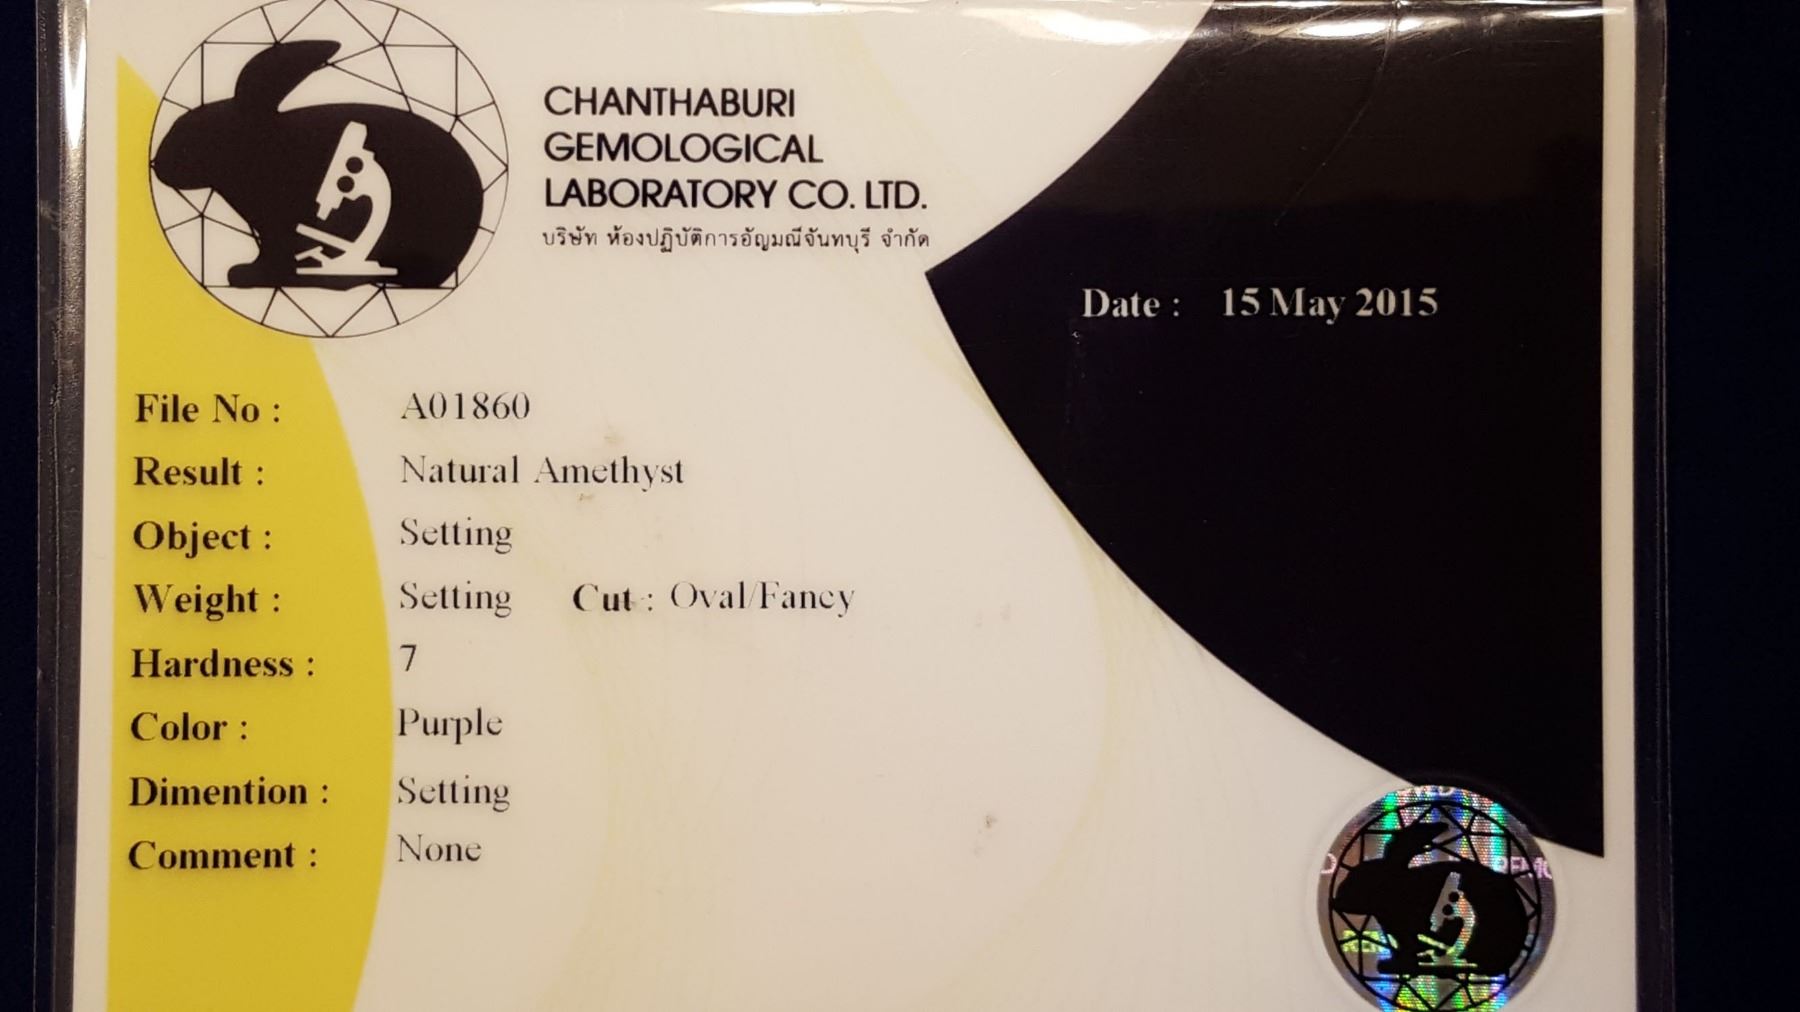 CHANTHABURI
GEMOLOGICAL
LABORATORY CO. LTD.
บริษัท ห้องปฏิบัติการอัญมณีจันทบุรี จำกัด
Date : 15 May 2015
File No : A01860
Result : Natural Amethyst
Object : Setting
Weight : Setting Cut : Oval/Fancy
Hardness : 7
Color : Purple
Dimention : Setting
Comment : None